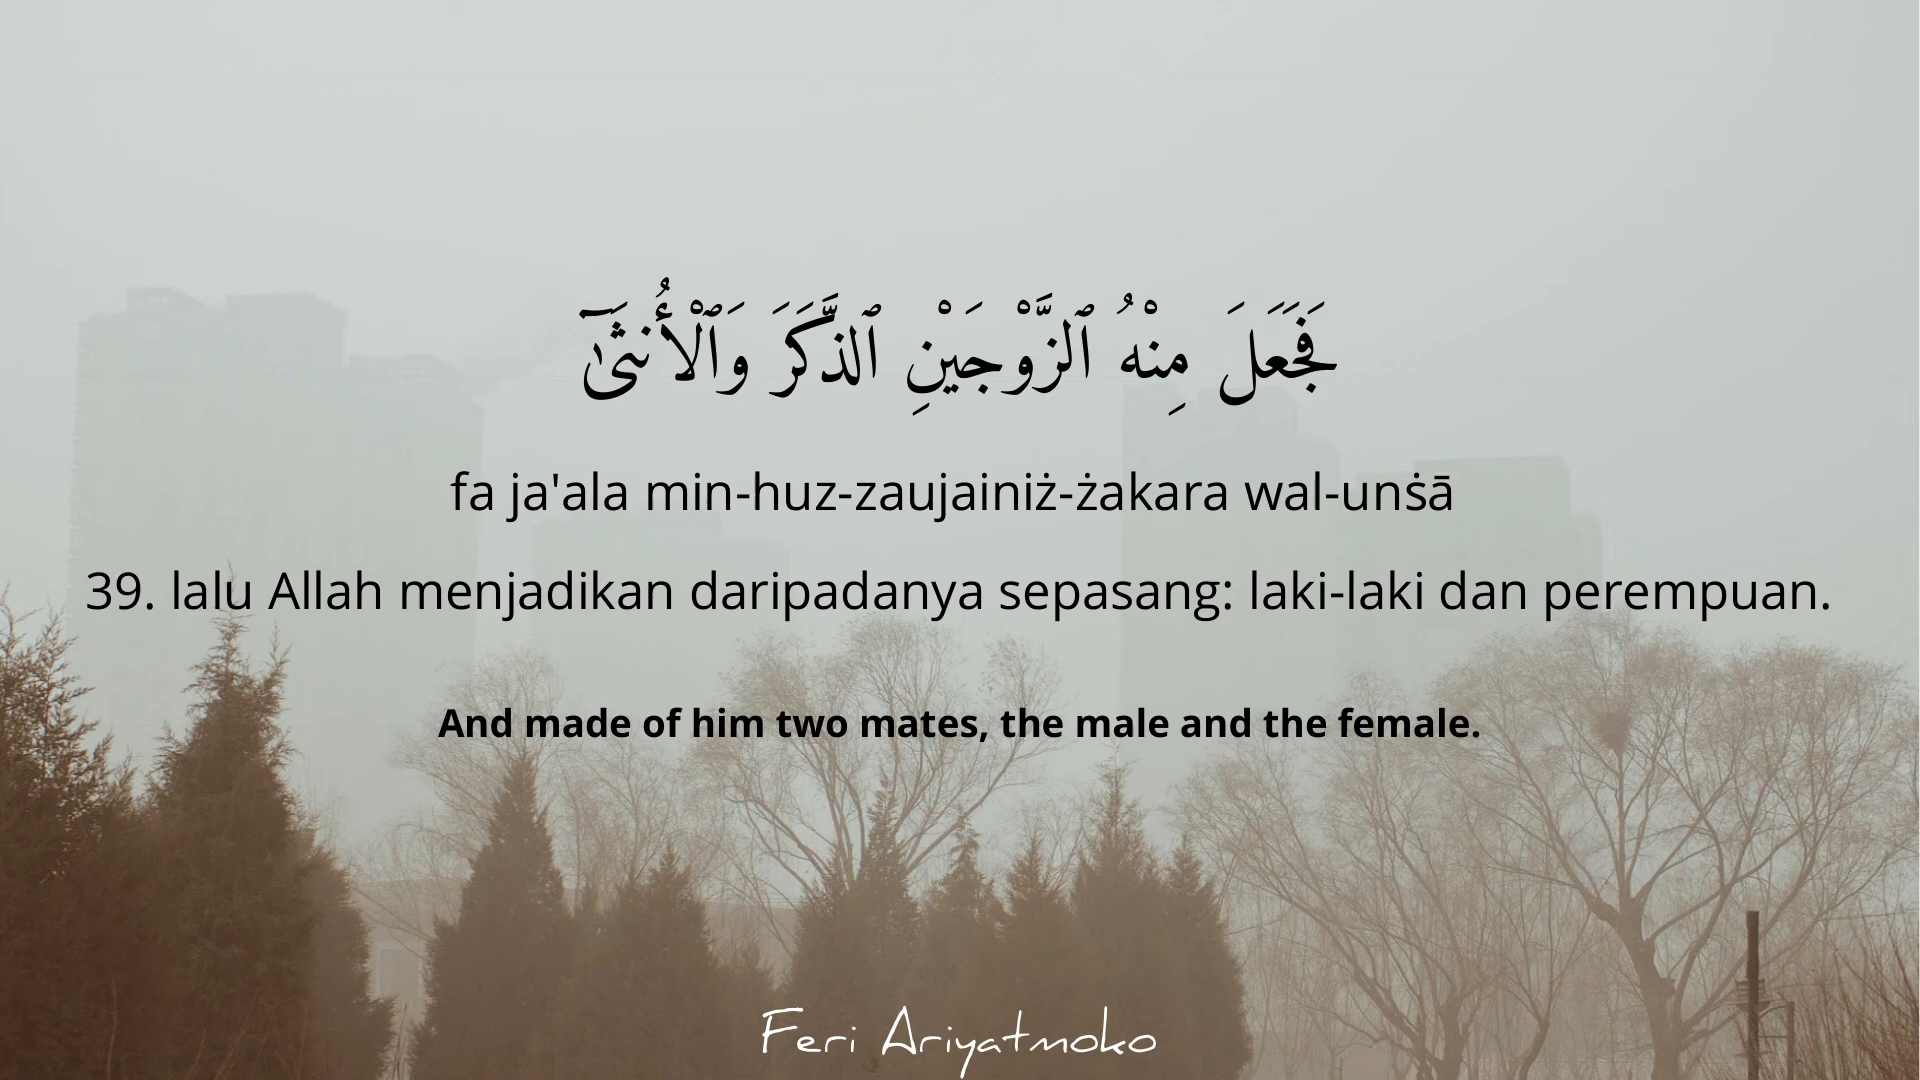 فَجَعَلَ مِنْهُ ٱلزَّوْجَيْنِ ٱلذَّكَرَ وَٱلْأُنثَىٰٓ
fa ja'ala min-huz-zaujainiż-żakara wal-unṡā
39. lalu Allah menjadikan daripadanya sepasang: laki-laki dan perempuan.
And made of him two mates, the male and the female.
Feri Ariyatmoko